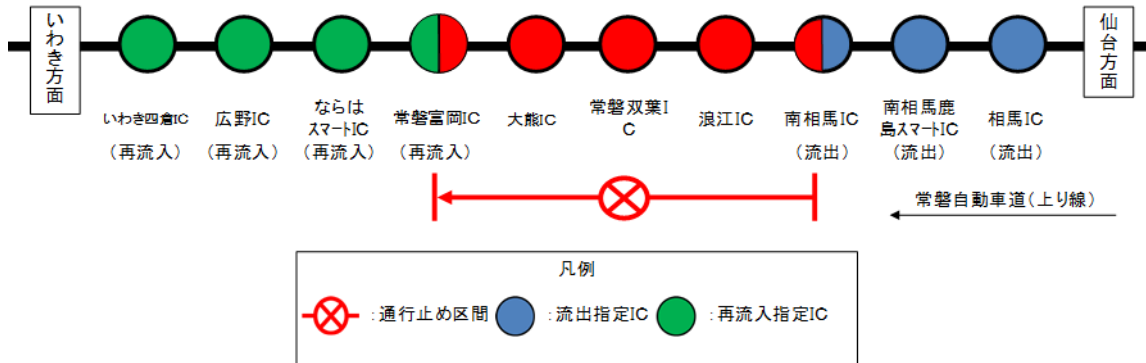 いわき方面
仙台方面
いわき四倉IC
（再流入）
広野IC
（再流入）
ならは
スマートIC
（再流入）
常磐富岡IC
（再流入）
大熊IC
常磐双葉I
C
浪江IC
南相馬IC
（流出）
南相馬鹿
島スマートIC
（流出）
相馬IC
（流出）
常磐自動車道（上り線）
凡例
：通行止め区間
：流出指定IC
：再流入指定IC